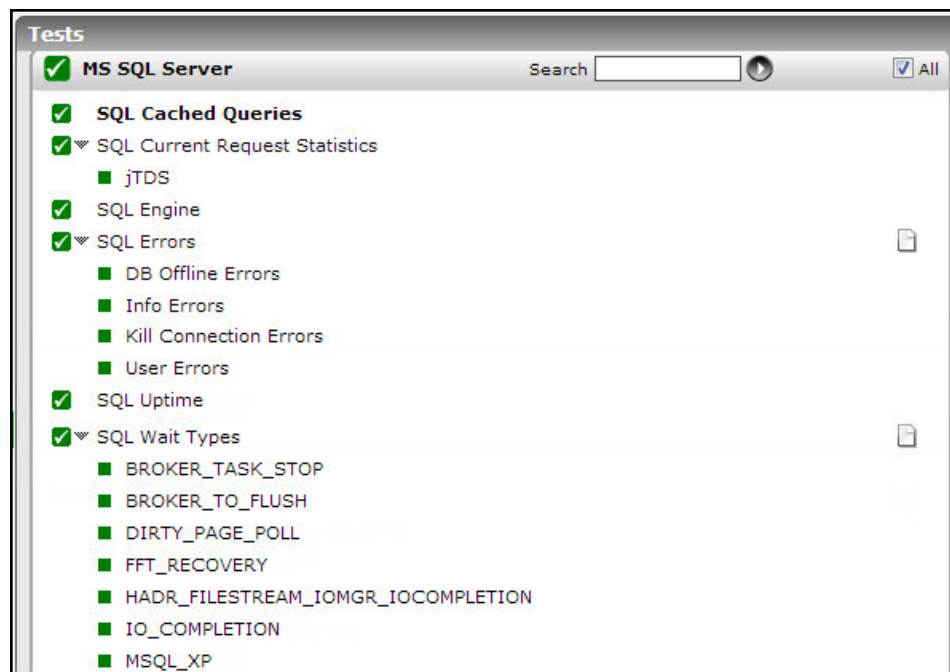 Tests
MS SQL Server Search All
SQL Cached Queries
SQL Current Request Statistics
jTDS
SQL Engine
SQL Errors
DB Offline Errors
Info Errors
Kill Connection Errors
User Errors
SQL Uptime
SQL Wait Types
BROKER_TASK_STOP
BROKER_TO_FLUSH
DIRTY_PAGE_POLL
FFT_RECOVERY
HADR_FILESTREAM_IOMGR_IOCOMPLETION
IO_COMPLETION
MSQL_XP